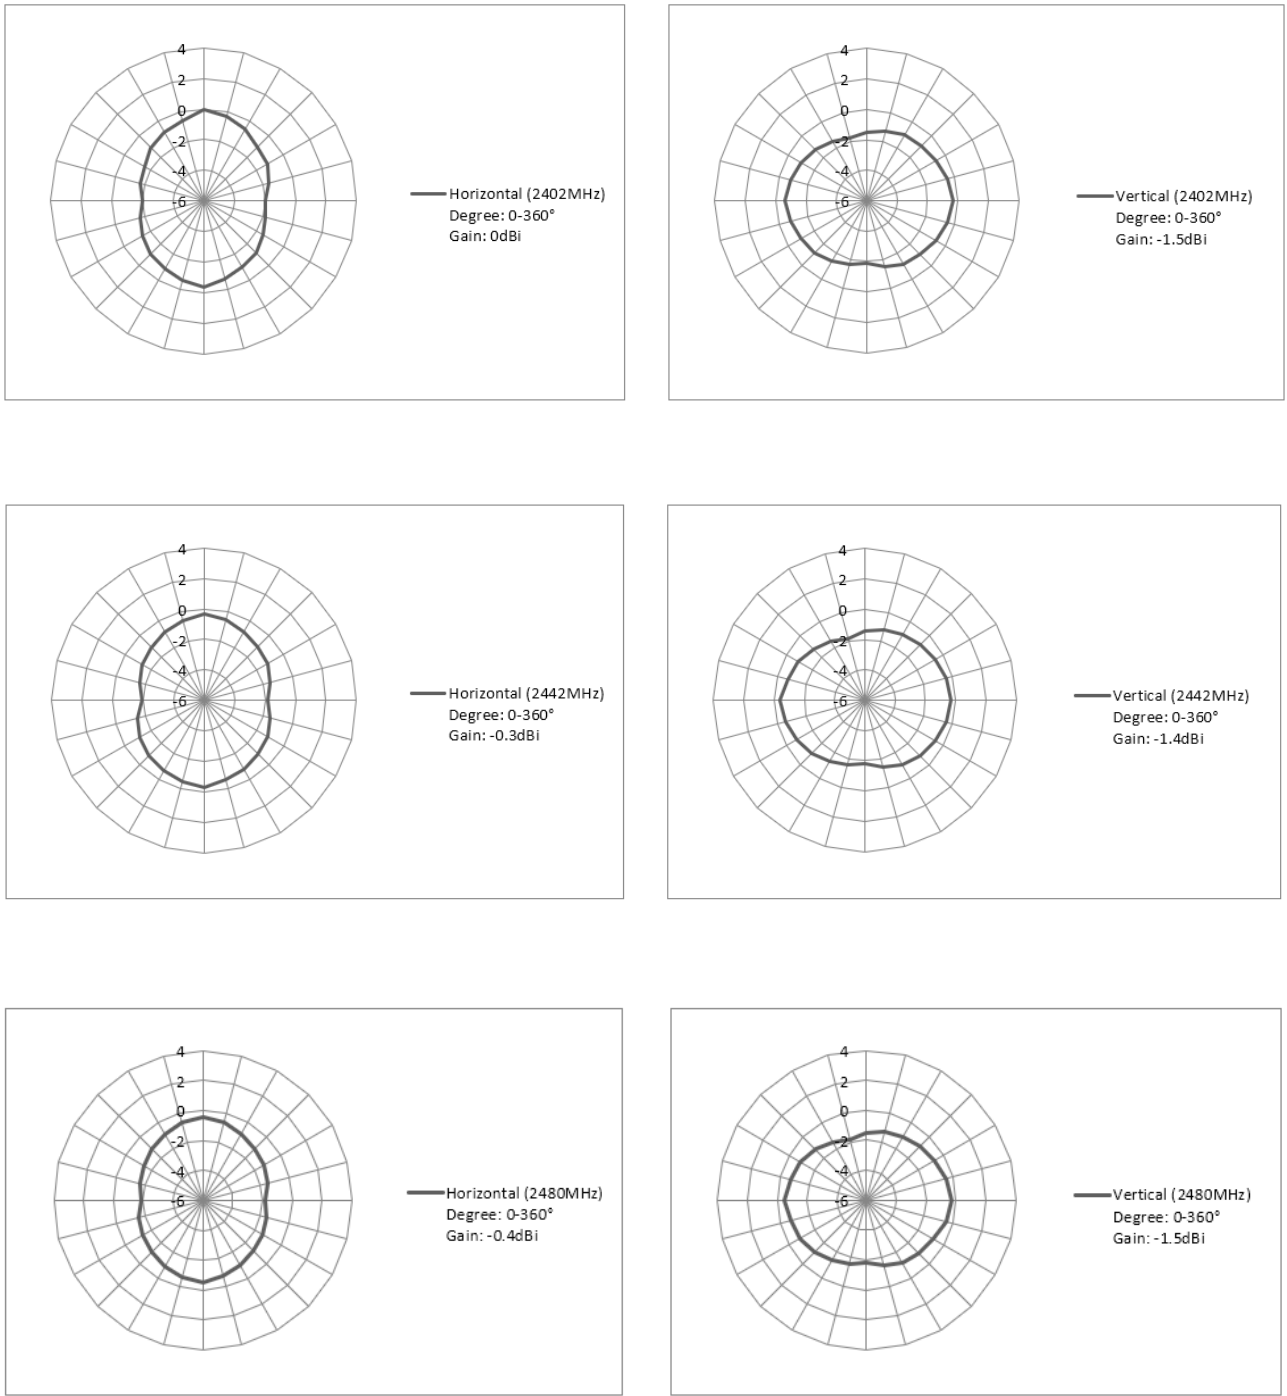 4
2
0
-2
-4
-6
Horizontal (2402MHz)
Degree: 0-360°
Gain: 0dBi
4
2
0
-2
-4
-6
Vertical (2402MHz)
Degree: 0-360°
Gain: -1.5dBi
4
2
0
-2
-4
-6
Horizontal (2442MHz)
Degree: 0-360°
Gain: -0.3dBi
4
2
0
-2
-4
-6
Vertical (2442MHz)
Degree: 0-360°
Gain: -1.4dBi
4
2
0
-2
-4
-6
Horizontal (2480MHz)
Degree: 0-360°
Gain: -0.4dBi
4
2
0
-2
-4
-6
Vertical (2480MHz)
Degree: 0-360°
Gain: -1.5dBi